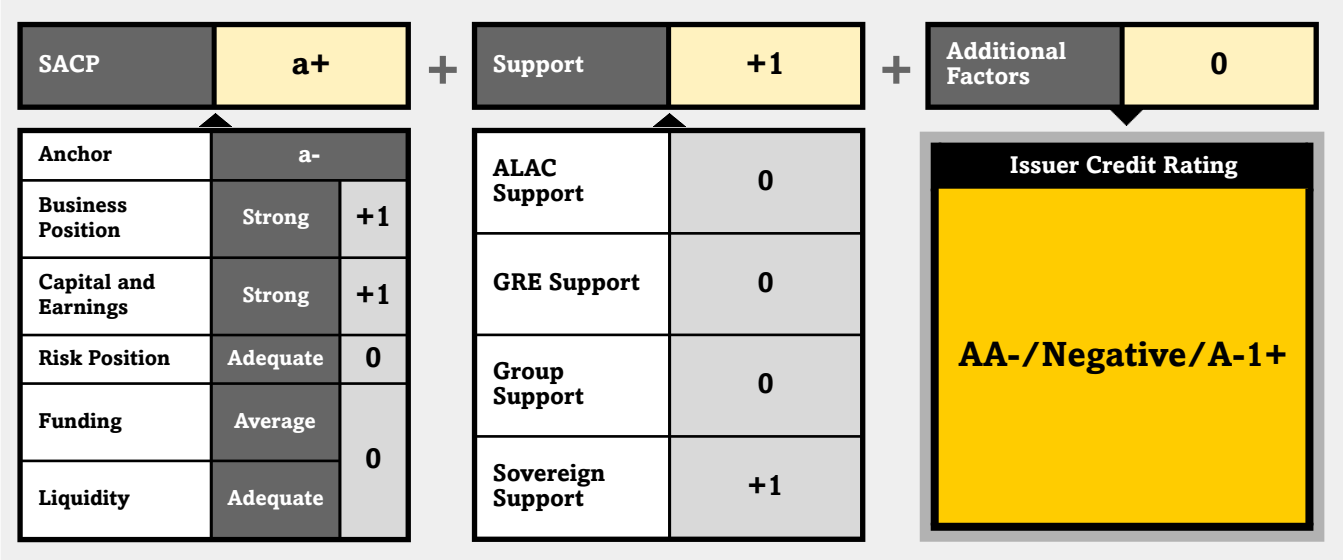 SACP
a+
+
Support
+1
+
Additional
Factors
0
Anchor
a-
Business
Position
Strong
+1
Capital and
Earnings
Strong
+1
Risk Position
Adequate
0
Funding
Average
0
Liquidity
Adequate
ALAC
Support
0
GRE Support
0
Group
Support
0
Sovereign
Support
+1
Issuer Credit Rating
AA-/Negative/A-1+